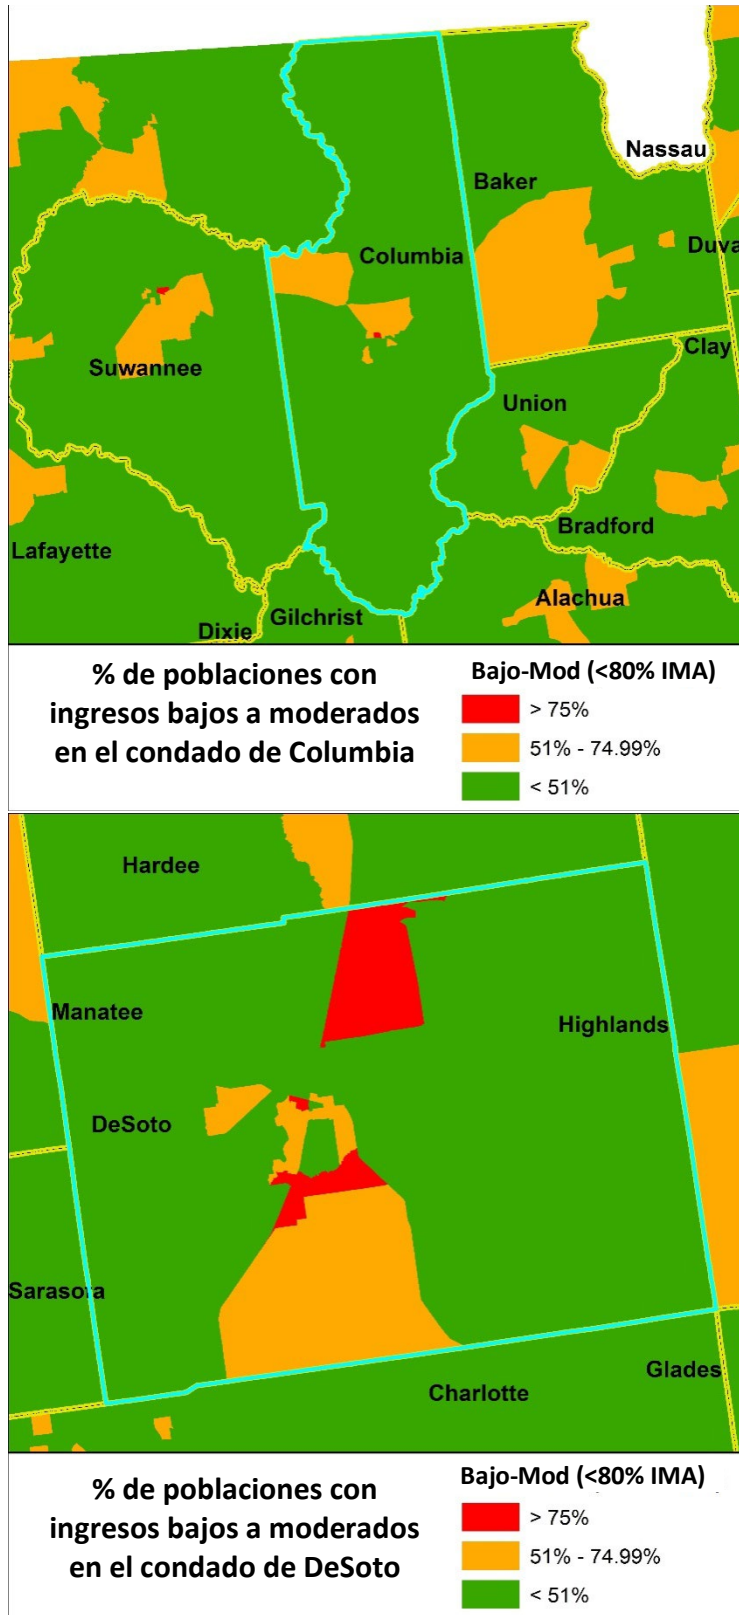 Nassau
Baker
Duva
Columbia
Clay
Suwannee
Union
Bradford
Lafayette
Alachua
Gilchrist
Dixie
% de poblaciones con
ingresos bajos a moderados
en el condado de Columbia
Bajo-Mod (<80% IMA)
> 75%
51% - 74.99%
< 51%
Hardee
Manatee
Highlands
DeSoto
Sarasota
Glades
Charlotte
% de poblaciones con
ingresos bajos a moderados
en el condado de DeSoto
Bajo-Mod (<80% IMA)
> 75%
51% - 74.99%
< 51%